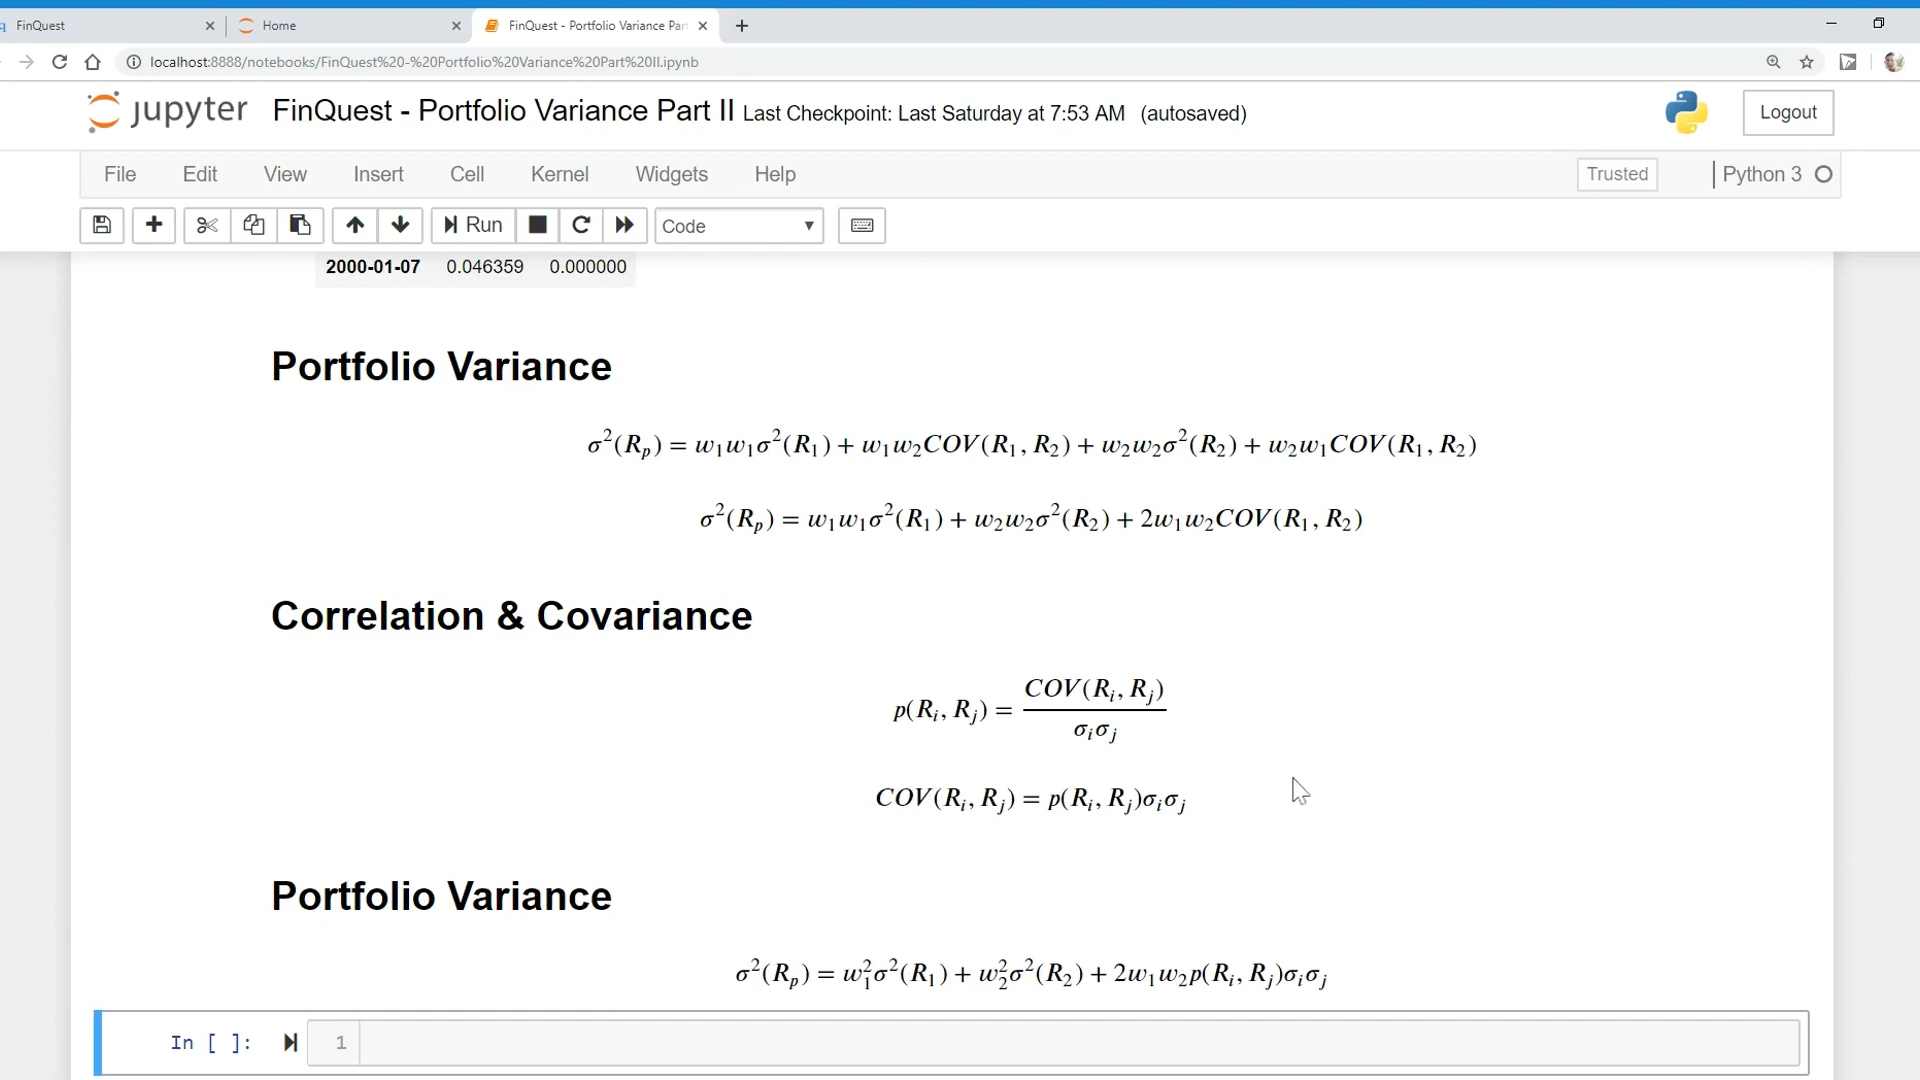 FinQuest
Home
FinQuest - Portfolio Variance Par
localhost:8888/notebooks/FinQuest%20-%20Portfolio%20Variance%20Part%20II.ipynb
jupyter FinQuest - Portfolio Variance Part II Last Checkpoint: Last Saturday at 7:53 AM (autosaved) Logout
File Edit View Insert Cell Kernel Widgets Help Trusted Python 3
Run Code
2000-01-07 0.046359 0.000000
Portfolio Variance
σ²(Rₚ) = w₁w₁σ²(R₁) + w₁w₂COV(R₁, R₂) + w₂w₂σ²(R₂) + w₂w₁COV(R₁, R₂)
σ²(Rₚ) = w₁w₁σ²(R₁) + w₂w₂σ²(R₂) + 2w₁w₂COV(R₁, R₂)
Correlation & Covariance
p(Rᵢ, Rⱼ) = COV(Rᵢ, Rⱼ) / σᵢσⱼ
COV(Rᵢ, Rⱼ) = p(Rᵢ, Rⱼ)σᵢσⱼ
Portfolio Variance
σ²(Rₚ) = w₁²σ²(R₁) + w₂²σ²(R₂) + 2w₁w₂p(Rᵢ, Rⱼ)σᵢσⱼ
In [ ]: 1